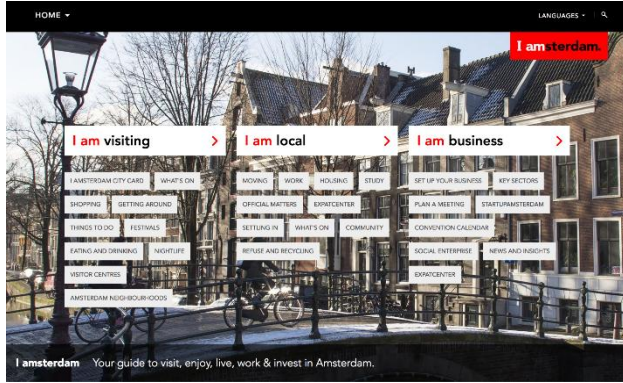 HOME
LANGUAGES
I amsterdam.
I am visiting
I AMSTERDAM CITY CARD
WHAT'S ON
SHOPPING
GETTING AROUND
THINGS TO DO
FESTIVALS
EATING AND DRINKING
NIGHTLIFE
VISITOR CENTRES
AMSTERDAM NEIGHBOURHOODS
I am local
MOVING
WORK
HOUSING
STUDY
OFFICIAL MATTERS
EXPATCENTER
SETTLING IN
WHAT'S ON
COMMUNITY
REFUSE AND RECYCLING
I am business
SET UP YOUR BUSINESS
KEY SECTORS
PLAN A MEETING
STARTUPAMSTERDAM
CONVENTION CALENDAR
SOCIAL ENTERPRISE
NEWS AND INSIGHTS
EXPATCENTER
I amsterdam Your guide to visit, enjoy, live, work & invest in Amsterdam.